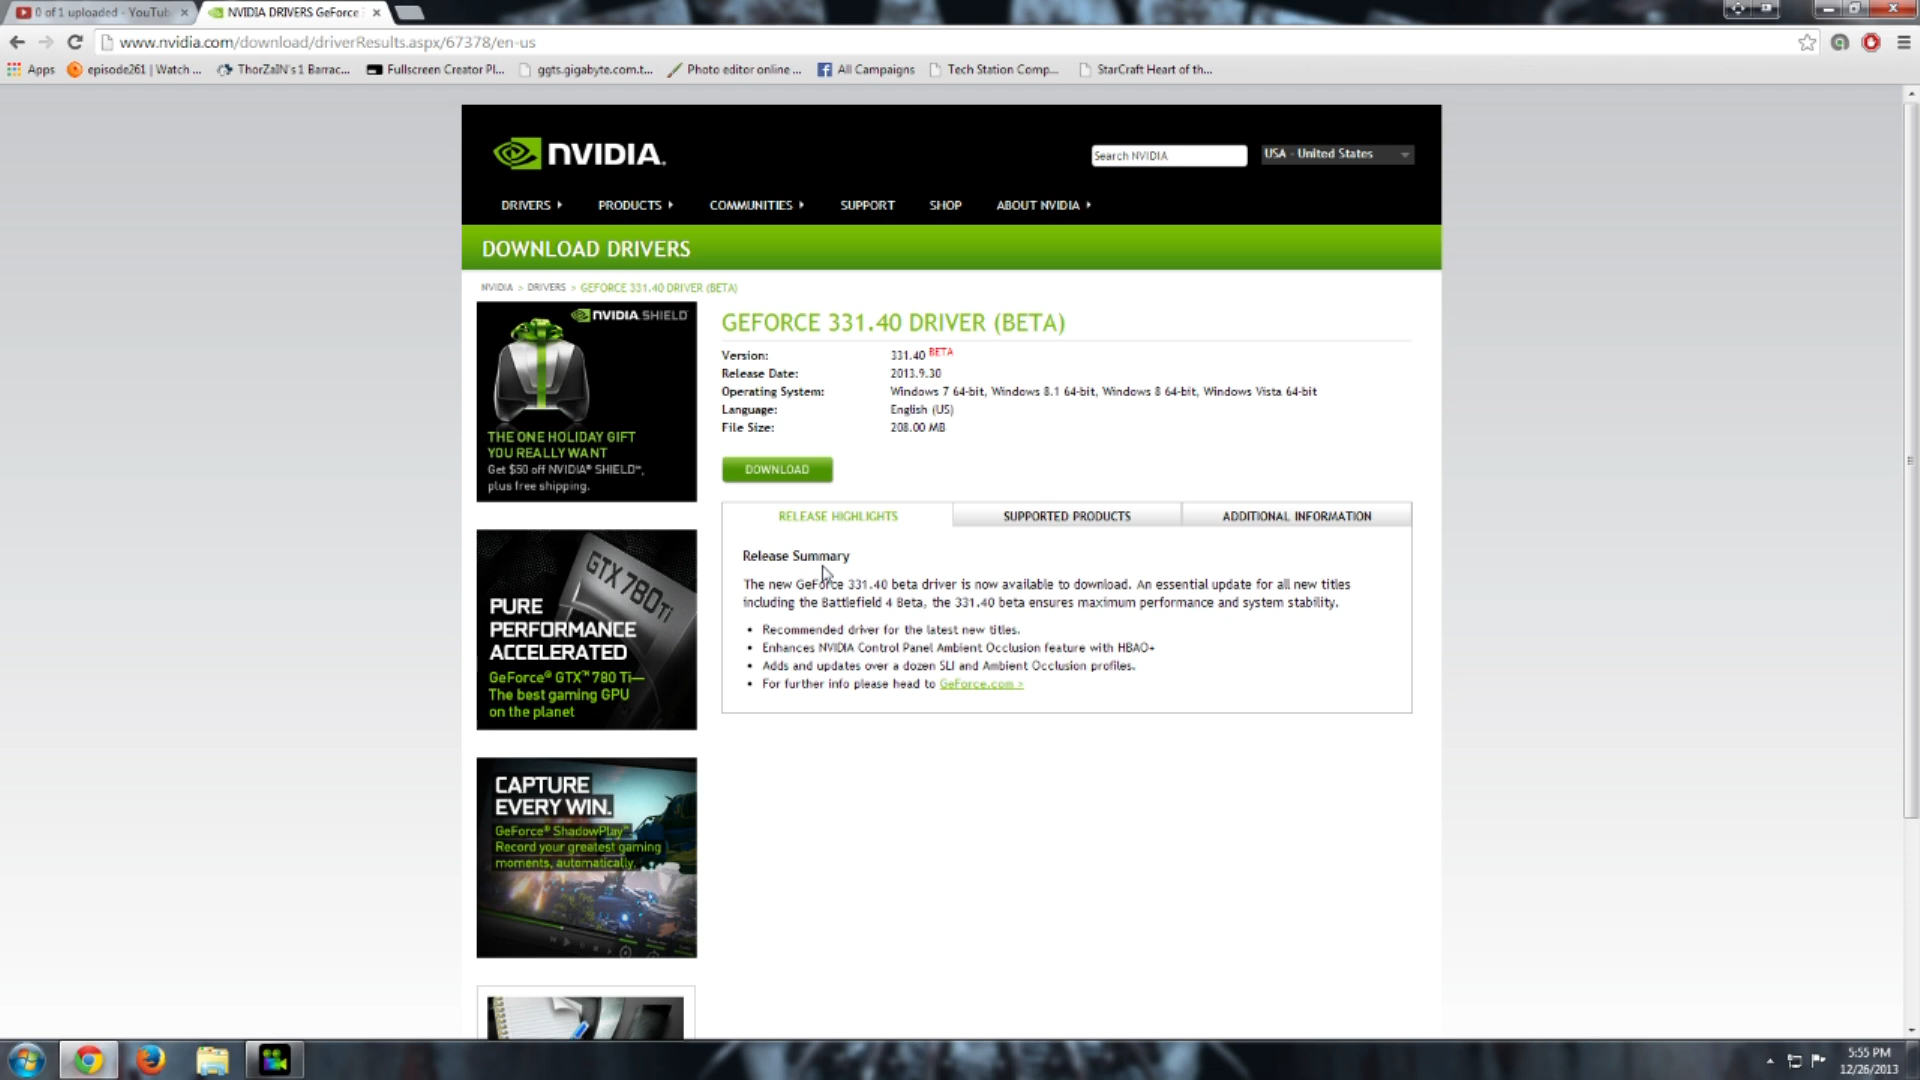 0 of 1 uploaded - YouTub
NVIDIA DRIVERS GeForce
www.nvidia.com/download/driverResults.aspx/67378/en-us
Apps
episode261 | Watch ...
ThorZaIN's 1 Barrac...
Fullscreen Creator Pl...
ggts.gigabyte.com.t...
Photo editor online ...
All Campaigns
Tech Station Comp...
StarCraft Heart of th...
NVIDIA.
Search NVIDIA
USA - United States
DRIVERS
PRODUCTS
COMMUNITIES
SUPPORT
SHOP
ABOUT NVIDIA
DOWNLOAD DRIVERS
NVIDIA > DRIVERS > GEFORCE 331.40 DRIVER (BETA)
NVIDIA SHIELD™
THE ONE HOLIDAY GIFT
YOU REALLY WANT
Get $50 off NVIDIA® SHIELD™,
plus free shipping.
GEFORCE 331.40 DRIVER (BETA)
Version: 331.40 BETA
Release Date: 2013.9.30
Operating System: Windows 7 64-bit, Windows 8.1 64-bit, Windows 8 64-bit, Windows Vista 64-bit
Language: English (US)
File Size: 208.00 MB
DOWNLOAD
RELEASE HIGHLIGHTS
SUPPORTED PRODUCTS
ADDITIONAL INFORMATION
Release Summary
The new GeForce 331.40 beta driver is now available to download. An essential update for all new titles
including the Battlefield 4 Beta, the 331.40 beta ensures maximum performance and system stability.
• Recommended driver for the latest new titles.
• Enhances NVIDIA Control Panel Ambient Occlusion feature with HBAO+
• Adds and updates over a dozen SLI and Ambient Occlusion profiles.
• For further info please head to GeForce.com >
GTX 780Ti
PURE
PERFORMANCE
ACCELERATED
GeForce® GTX™ 780 Ti—
The best gaming GPU
on the planet
CAPTURE
EVERY WIN.
GeForce® ShadowPlay™
Record your greatest gaming
moments, automatically.
5:55 PM
12/26/2013